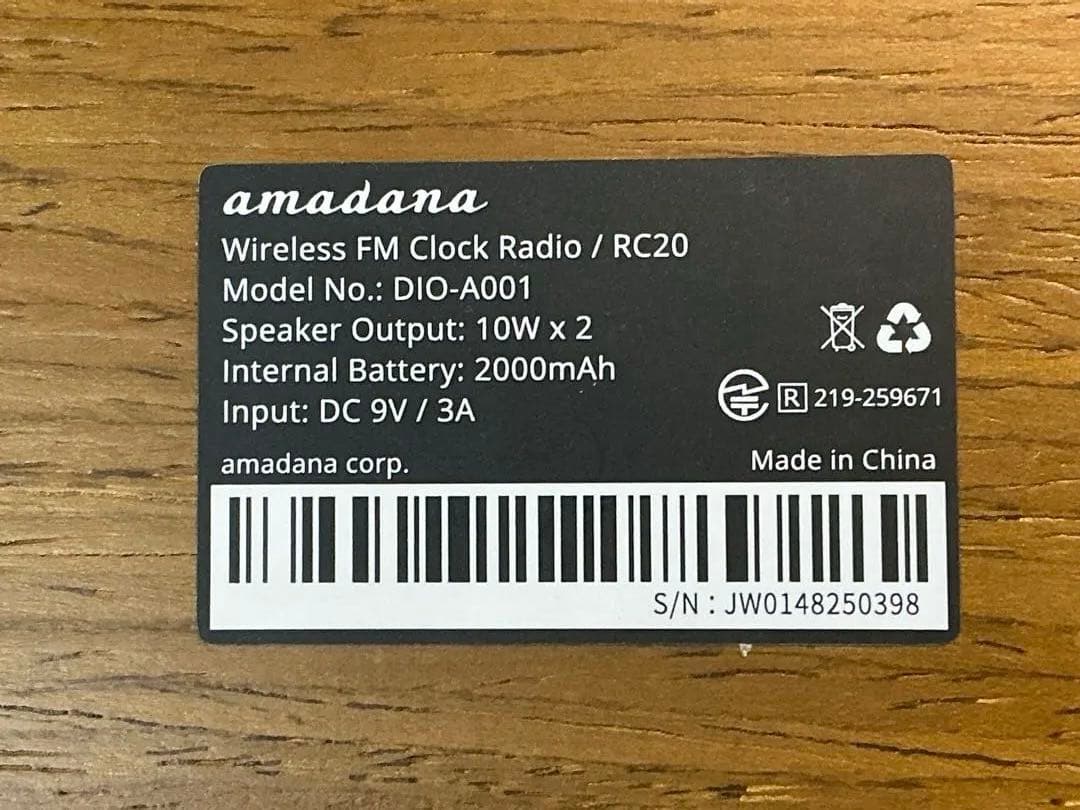 amadana
Wireless FM Clock Radio / RC20
Model No.: DIO-A001
Speaker Output: 10W x 2
Internal Battery: 2000mAh
Input: DC 9V / 3A
R 219-259671
amadana corp.
Made in China
S/N : JW0148250398